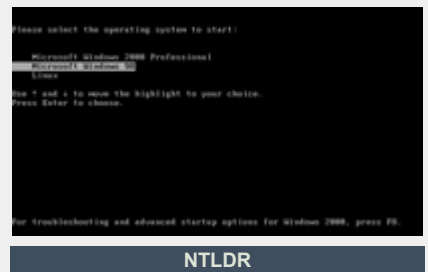 Please select the operating system to start:
Microsoft Windows 2000 Professional
Microsoft Windows 98
Linux
Use ↑ and ↓ to move the highlight to your choice.
Press Enter to choose.
For troubleshooting and advanced startup options for Windows 2000, press F8.
NTLDR